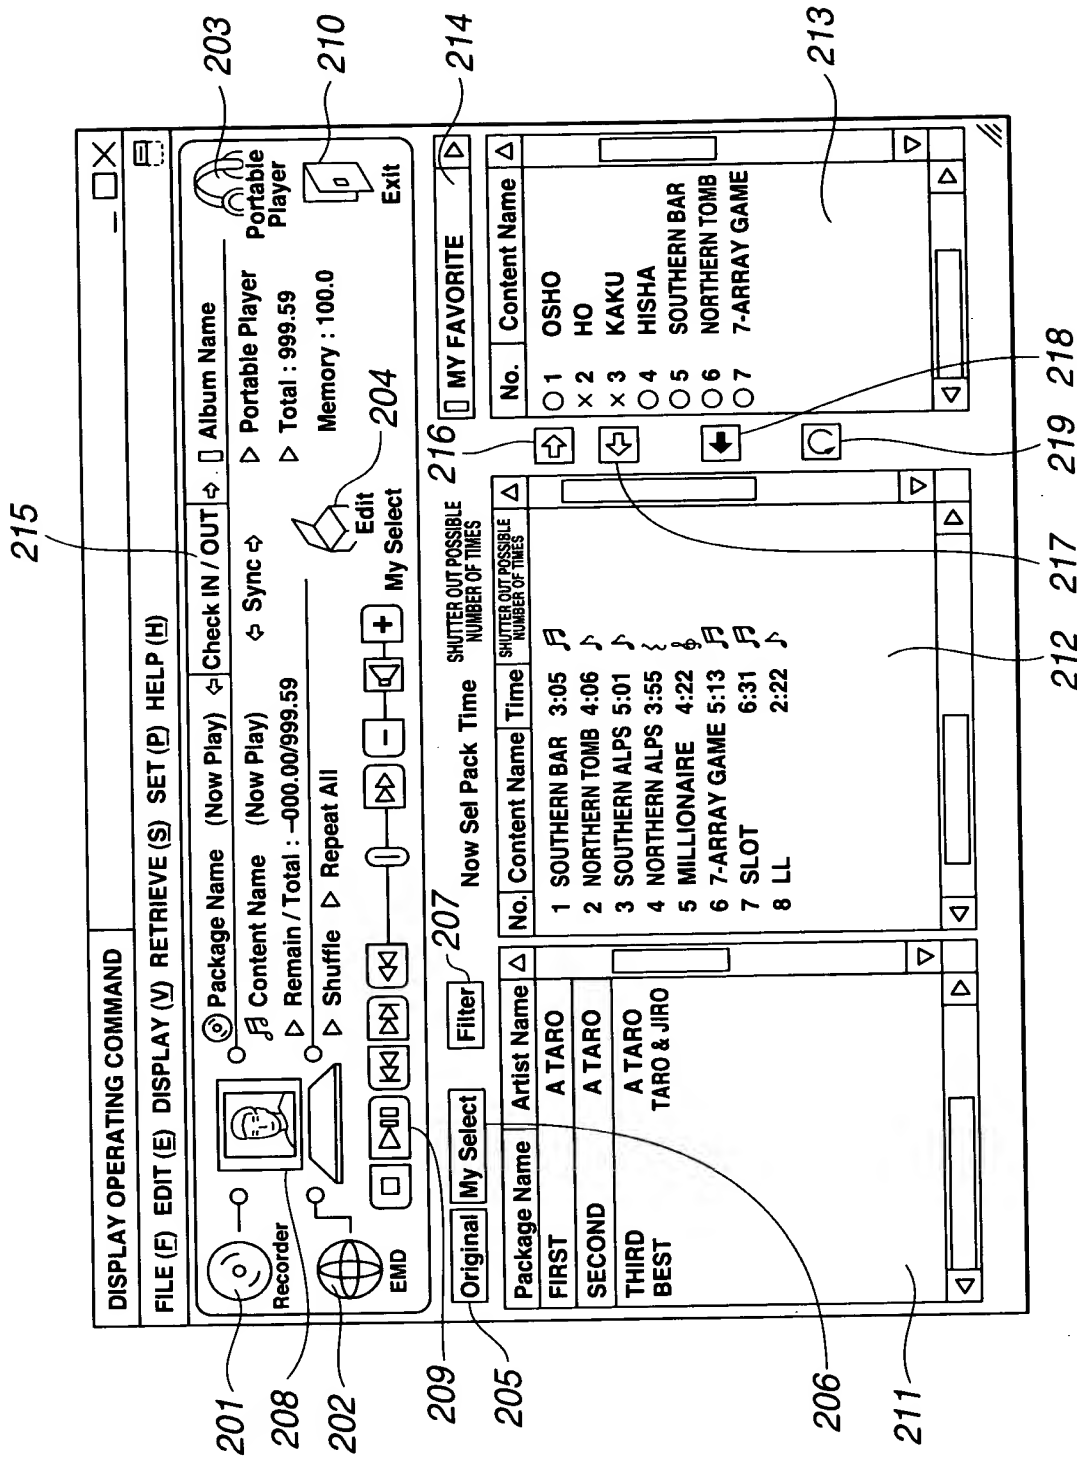 215
DISPLAY OPERATING COMMAND
FILE (F) EDIT (E) DISPLAY (V) RETRIEVE (S) SET (P) HELP (H)
201
208
202
Recorder
EMD
Package Name (Now Play)
Content Name (Now Play)
Remain / Total : -000.00/999.59
Shuffle Repeat All
Check IN / OUT
Sync
Album Name
Portable Player
Total : 999.59
Memory : 100.0
Portable
Player
203
Exit
210
Edit
My Select
204
209
205
Original
My Select
Filter
207
Now Sel Pack Time
SHUTTER OUT POSSIBLE
NUMBER OF TIMES
216
MY FAVORITE
214
Package Name Artist Name
FIRST A TARO
SECOND A TARO
THIRD A TARO
BEST TARO & JIRO
No. Content Name Time SHUTTER OUT POSSIBLE
NUMBER OF TIMES
1 SOUTHERN BAR 3:05
2 NORTHERN TOMB 4:06
3 SOUTHERN ALPS 5:01
4 NORTHERN ALPS 3:55
5 MILLIONAIRE 4:22
6 7-ARRAY GAME 5:13
7 SLOT 6:31
8 LL 2:22
No. Content Name
○ 1 OSHO
× 2 HO
× 3 KAKU
○ 4 HISHA
○ 5 SOUTHERN BAR
○ 6 NORTHERN TOMB
○ 7 7-ARRAY GAME
213
211
206
212
217
219
218